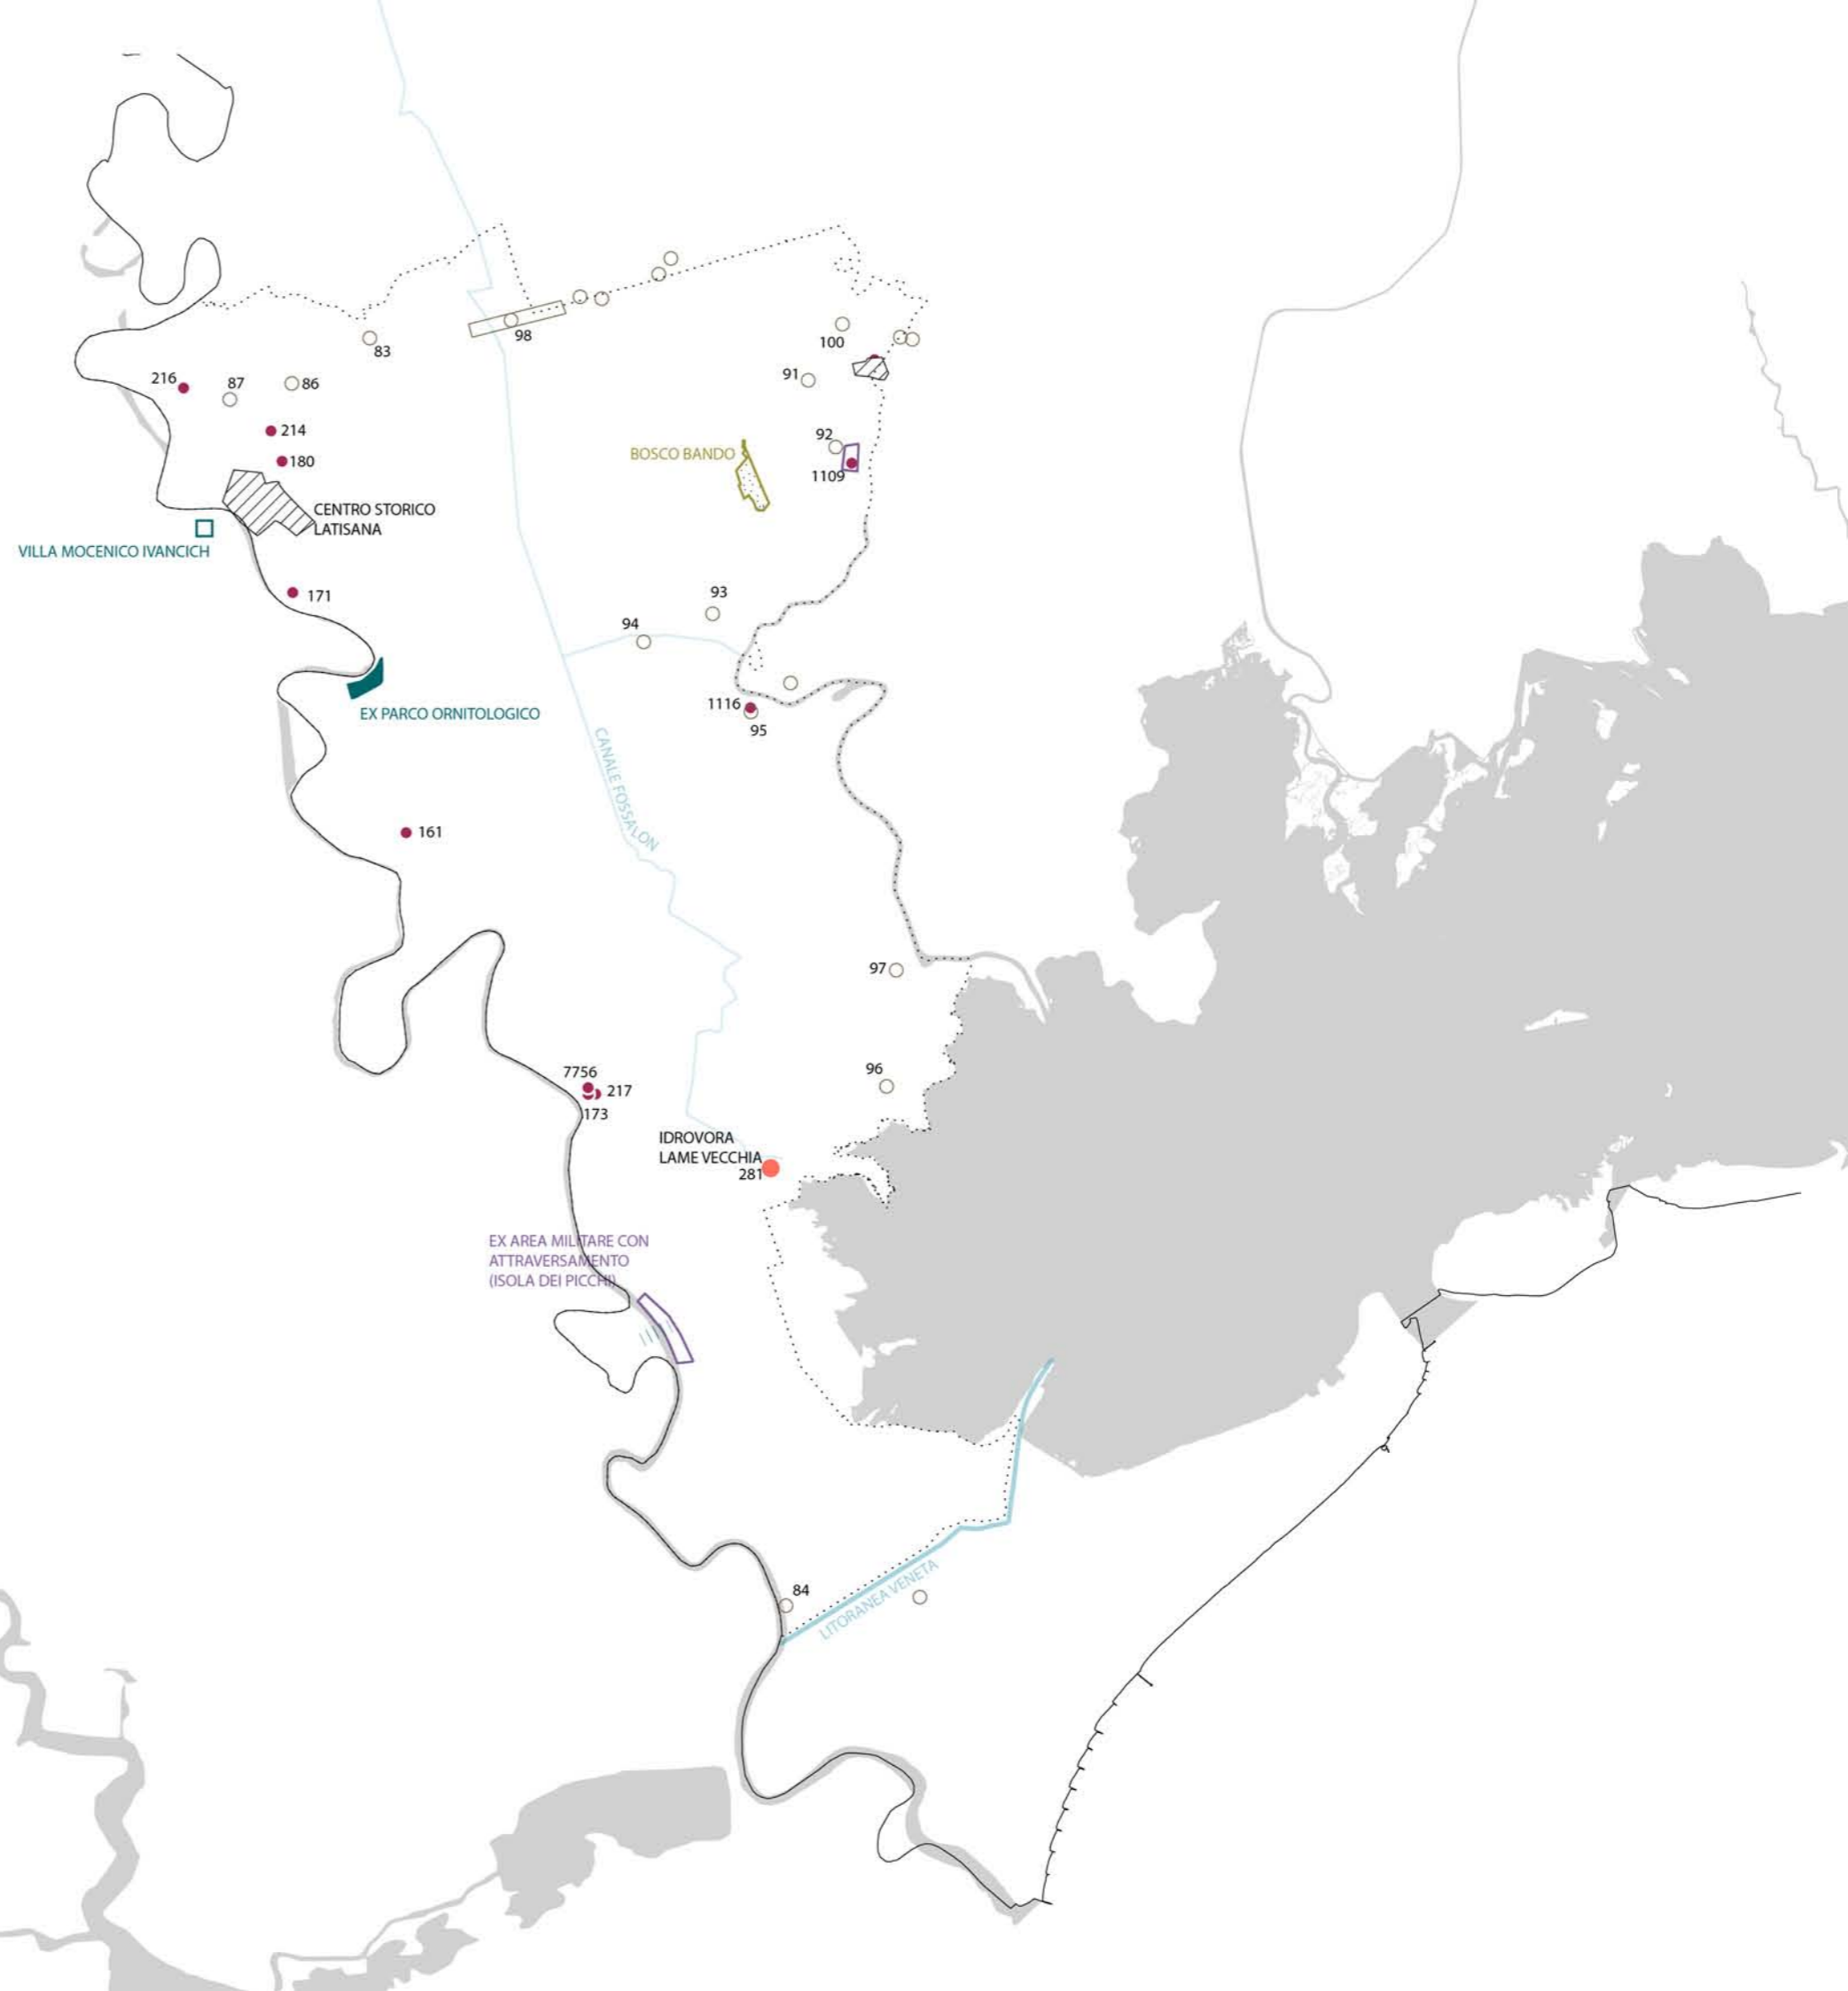 98
83
100
91
216
87
86
214
180
92
1109
BOSCO BANDO
CENTRO STORICO
LATISANA
VILLA MOCENICO IVANCICH
171
93
94
EX PARCO ORNITOLOGICO
1116
95
CANALE FOSSALON
161
97
96
7756
217
173
IDROVORA
LAME VECCHIA
281
EX AREA MILITARE CON
ATTRAVERSAMENTO
(ISOLA DEI PICCHI)
84
LITORANEA VENETA